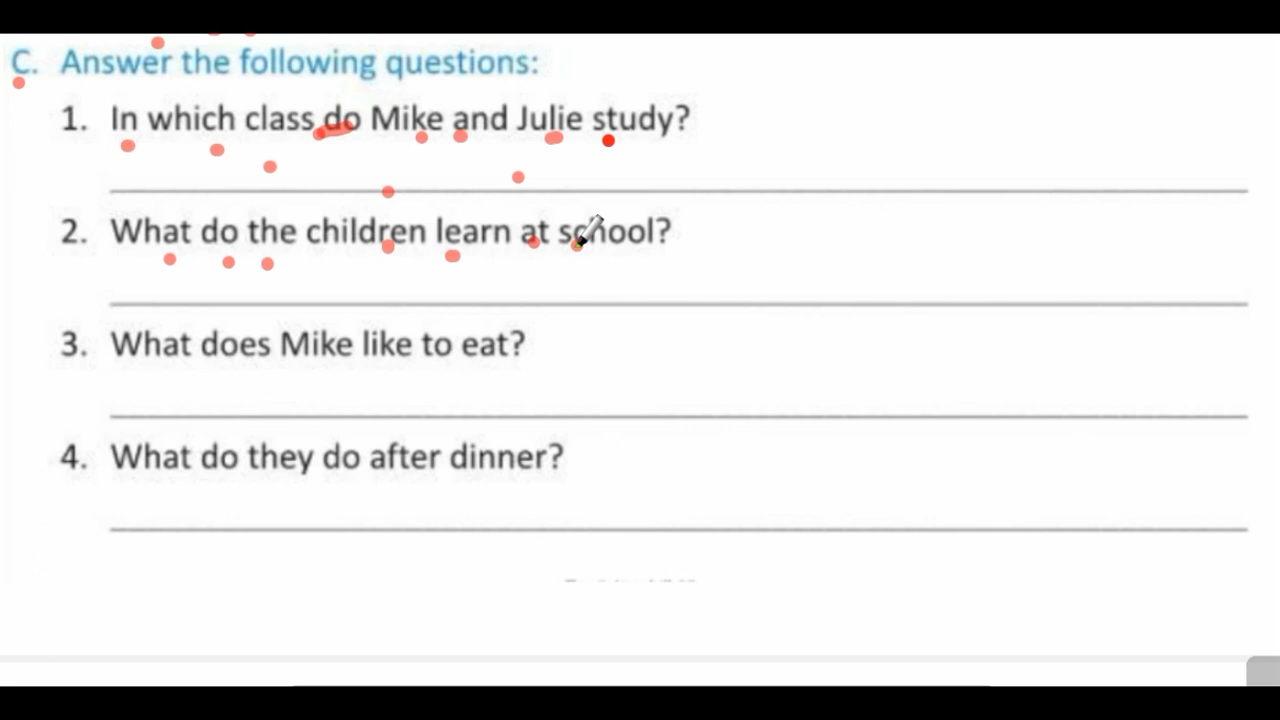 C. Answer the following questions:
1. In which class do Mike and Julie study?
2. What do the children learn at school?
3. What does Mike like to eat?
4. What do they do after dinner?